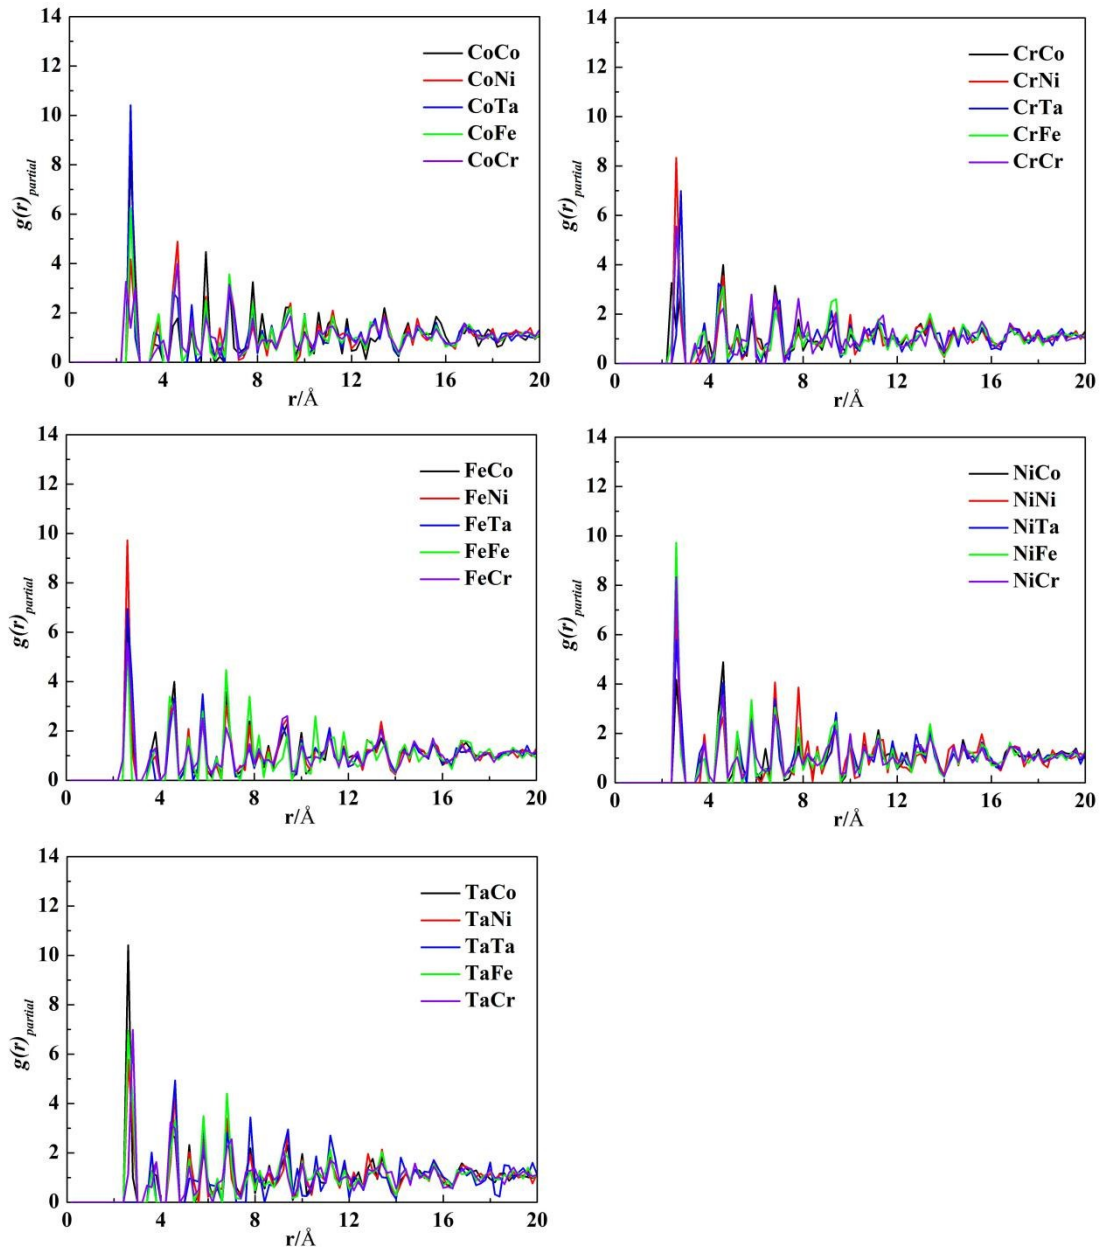 14
12
10
8
6
4
2
0
g(r)partial
CoCo
CoNi
CoTa
CoFe
CoCr
0 4 8 12 16 20
r/Å
14
12
10
8
6
4
2
0
g(r)partial
CrCo
CrNi
CrTa
CrFe
CrCr
0 4 8 12 16 20
r/Å
14
12
10
8
6
4
2
0
g(r)partial
FeCo
FeNi
FeTa
FeFe
FeCr
0 4 8 12 16 20
r/Å
14
12
10
8
6
4
2
0
g(r)partial
NiCo
NiNi
NiTa
NiFe
NiCr
0 4 8 12 16 20
r/Å
14
12
10
8
6
4
2
0
g(r)partial
TaCo
TaNi
TaTa
TaFe
TaCr
0 4 8 12 16 20
r/Å